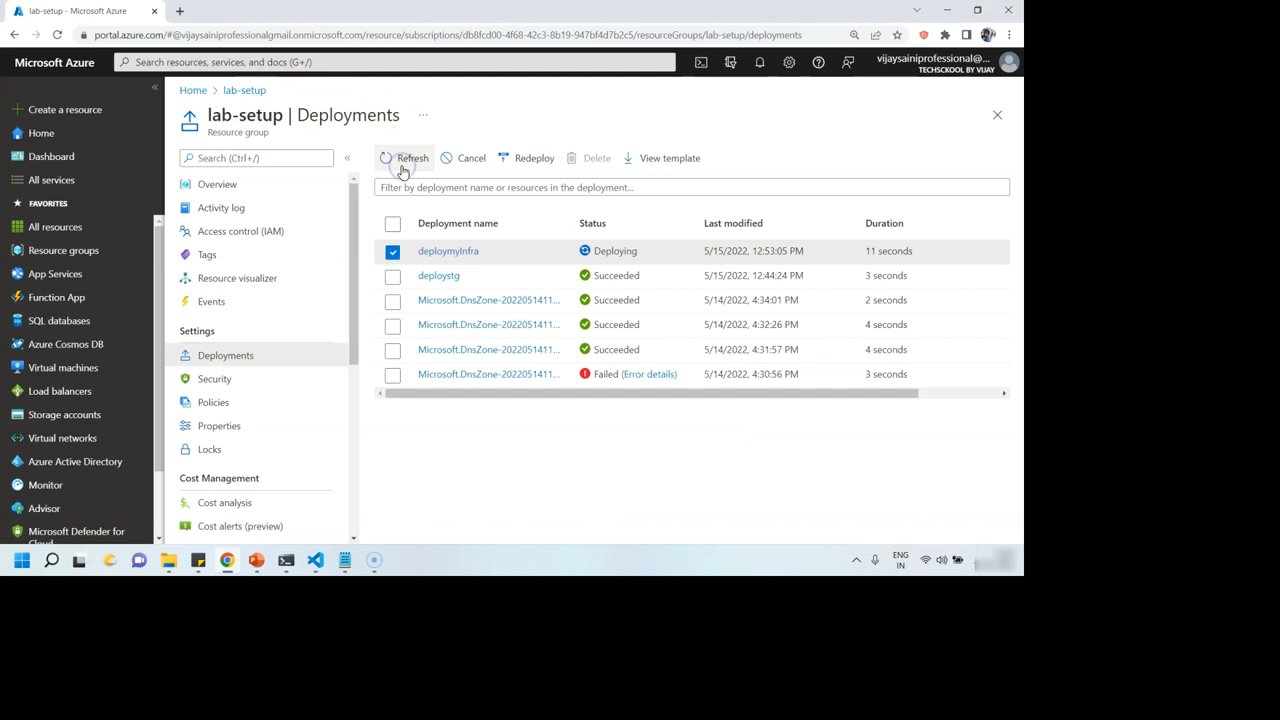 lab-setup - Microsoft Azure
portal.azure.com/#@vijaysainiprofessionalgmail.onmicrosoft.com/resource/subscriptions/db8fcd00-4f68-42c3-8b19-947bf4d7b2c5/resourceGroups/lab-setup/deployments
Microsoft Azure
Search resources, services, and docs (G+/)
vijaysainiprofessional@...
TECHSCKOOL BY VIJAY
Create a resource
Home
Dashboard
All services
FAVORITES
All resources
Resource groups
App Services
Function App
SQL databases
Azure Cosmos DB
Virtual machines
Load balancers
Storage accounts
Virtual networks
Azure Active Directory
Monitor
Advisor
Microsoft Defender for
Cloud
Home
lab-setup
lab-setup | Deployments
Resource group
Search (Ctrl+/)
Overview
Activity log
Access control (IAM)
Tags
Resource visualizer
Events
Settings
Deployments
Security
Policies
Properties
Locks
Cost Management
Cost analysis
Cost alerts (preview)
Refresh Cancel Redeploy Delete View template
Filter by deployment name or resources in the deployment...
Deployment name Status Last modified Duration
deploymyInfra Deploying 5/15/2022, 12:53:05 PM 11 seconds
deploystg Succeeded 5/15/2022, 12:44:24 PM 3 seconds
Microsoft.DnsZone-2022051411... Succeeded 5/14/2022, 4:34:01 PM 2 seconds
Microsoft.DnsZone-2022051411... Succeeded 5/14/2022, 4:32:26 PM 4 seconds
Microsoft.DnsZone-2022051411... Succeeded 5/14/2022, 4:31:57 PM 4 seconds
Microsoft.DnsZone-2022051411... Failed (Error details) 5/14/2022, 4:30:56 PM 3 seconds
ENG
IN